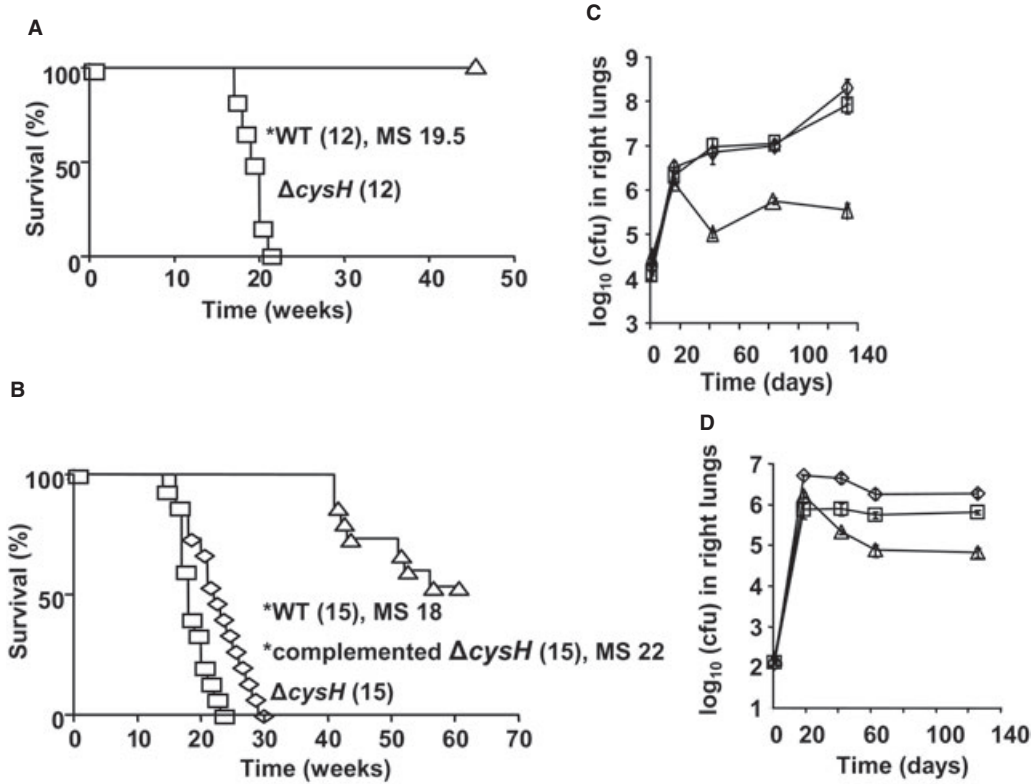 A
Survival (%)
100
50
0
*WT (12), MS 19.5
ΔcysH (12)
0 10 20 30 40 50
Time (weeks)
C
log10 (cfu) in right lungs
9
8
7
6
5
4
3
0 20 60 100 140
Time (days)
B
Survival (%)
100
50
0
*WT (15), MS 18
*complemented ΔcysH (15), MS 22
ΔcysH (15)
0 10 20 30 40 50 60 70
Time (weeks)
D
log10 (cfu) in right lungs
7
6
5
4
3
2
1
0 20 60 100 140
Time (days)